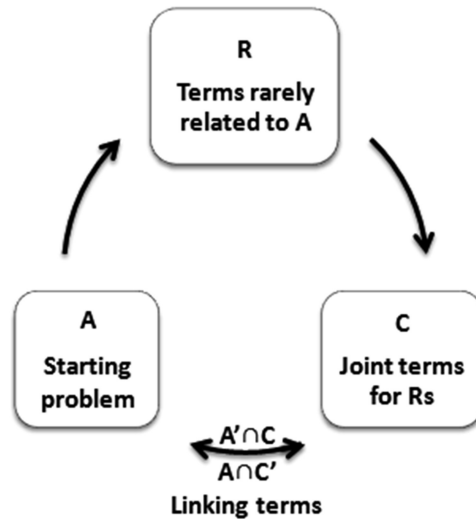 R
Terms rarely
related to A
A
Starting
problem
C
Joint terms
for Rs
A’∩C
A∩C’
Linking terms